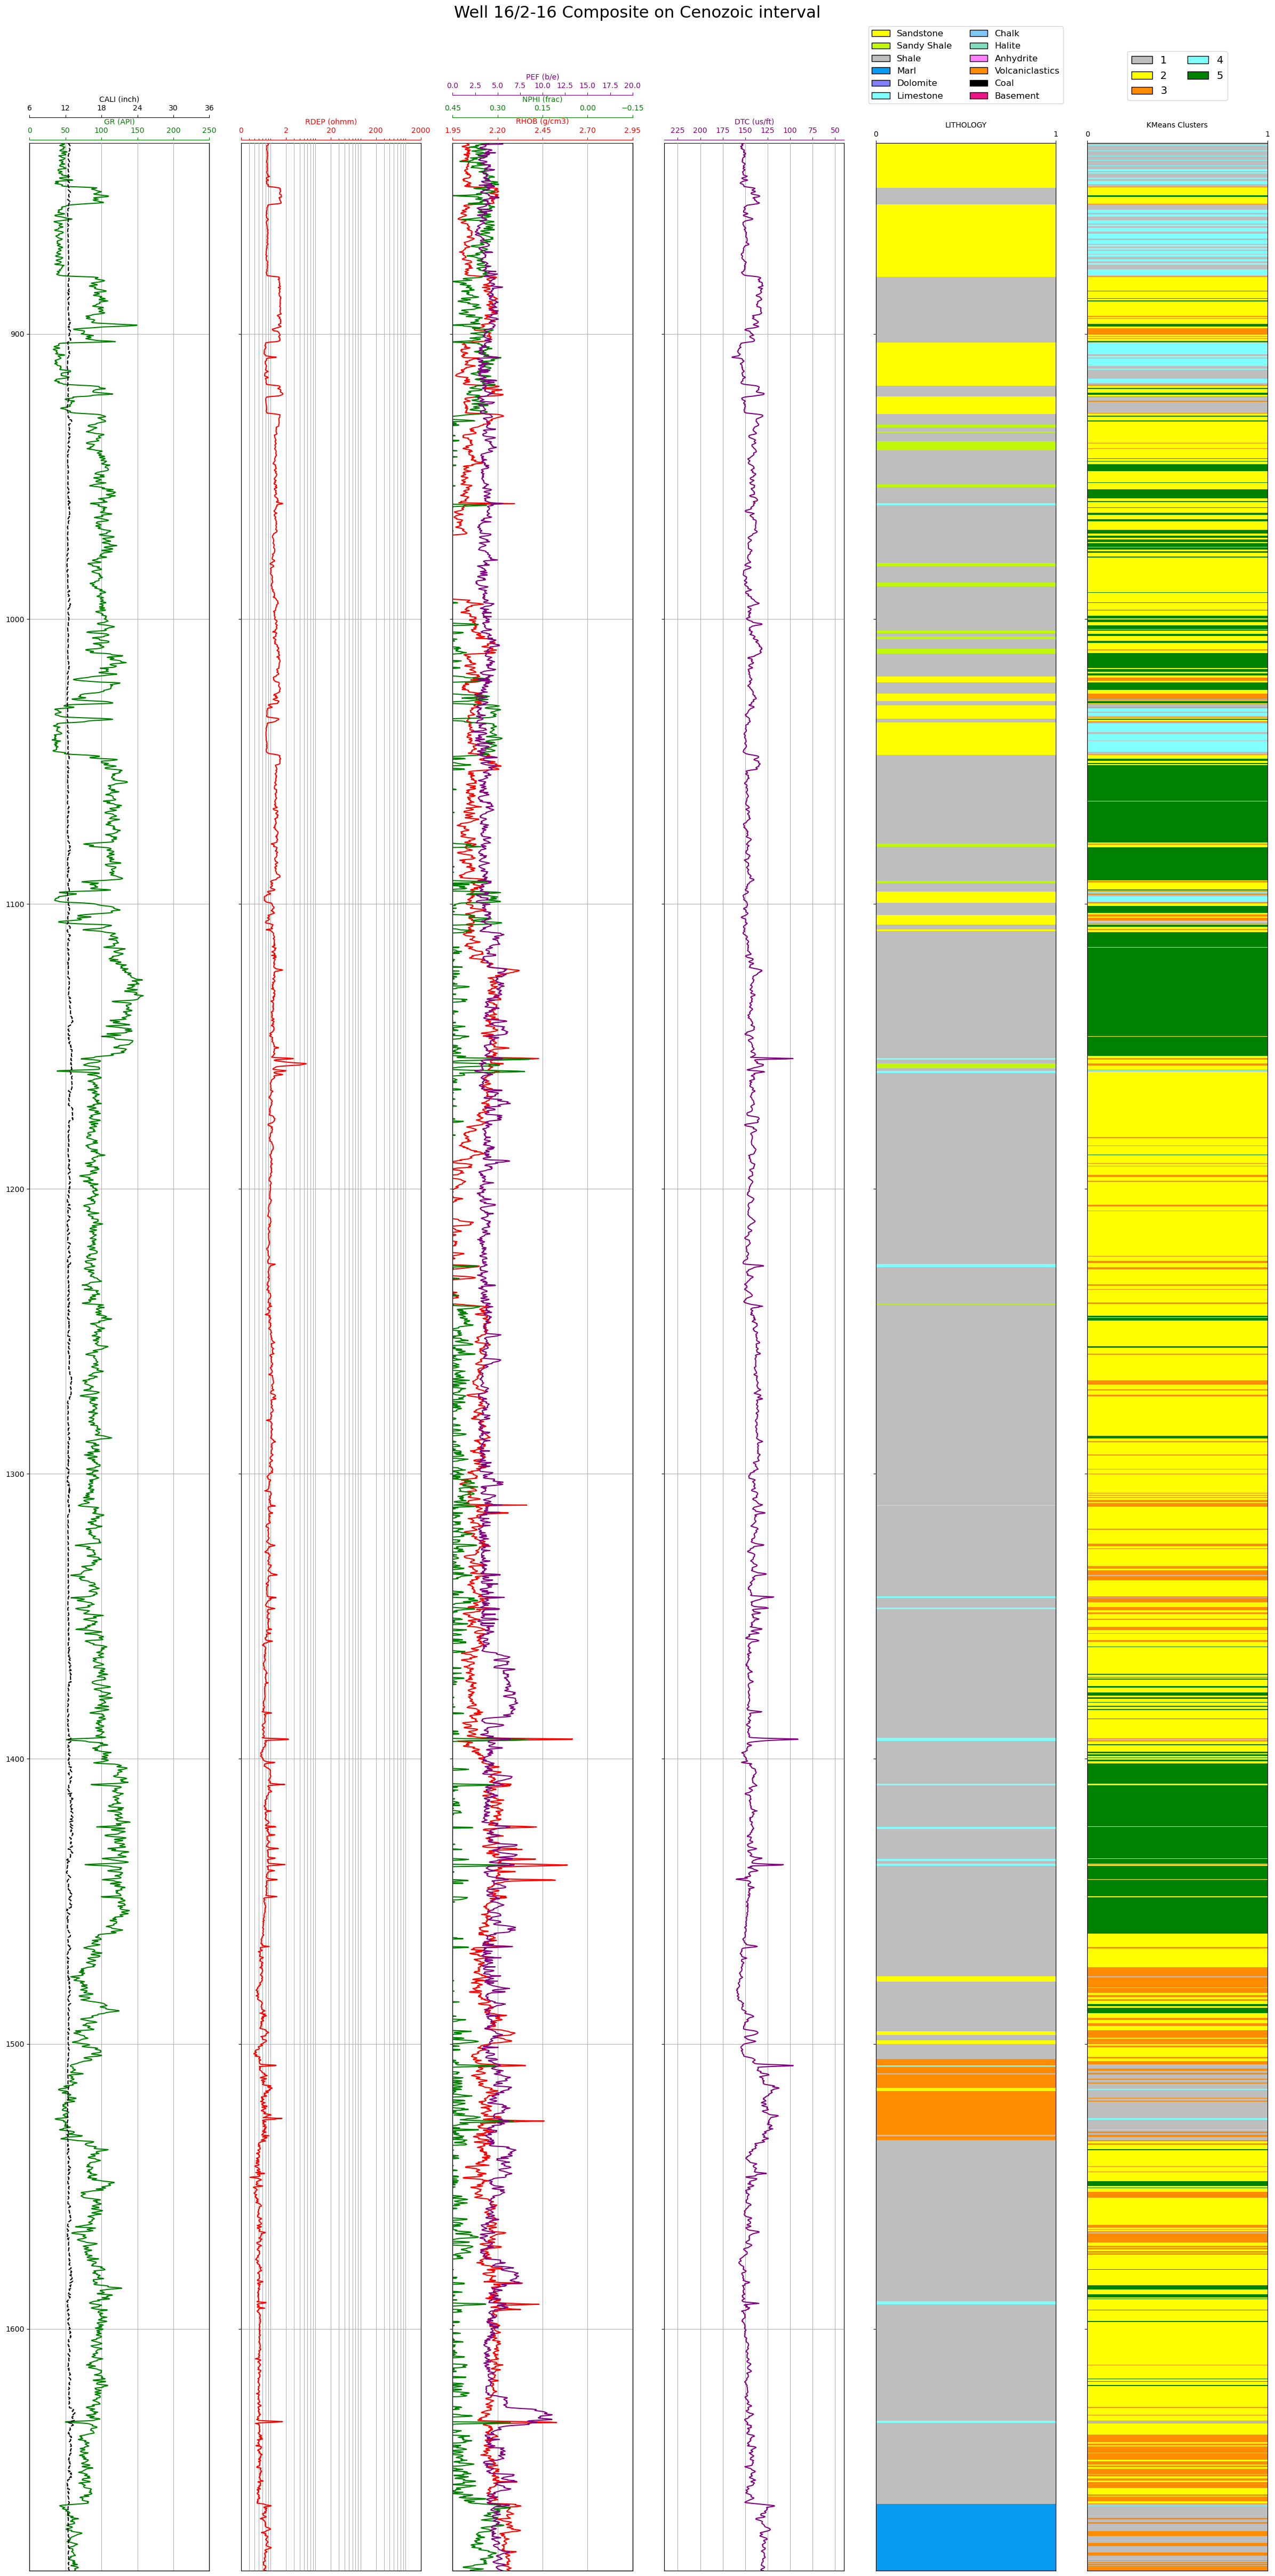 Well 16/2-16 Composite on Cenozoic interval
Sandstone Chalk
Sandy Shale Halite
Shale Anhydrite
Marl Volcaniclastics
Dolomite Coal
Limestone Basement
1 4
2 5
3
PEF (b/e)
0.0 2.5 5.0 7.5 10.0 12.5 15.0 17.5 20.0
CALI (inch)
6 12 18 24 30 36
NPHI (frac)
0.45 0.30 0.15 0.00 −0.15
GR (API)
0 50 100 150 200 250
RDEP (ohmm)
0 2 20 200 2000
RHOB (g/cm3)
1.95 2.20 2.45 2.70 2.95
DTC (us/ft)
225 200 175 150 125 100 75 50
LITHOLOGY
0 1
KMeans Clusters
0 1
900
1000
1100
1200
1300
1400
1500
1600